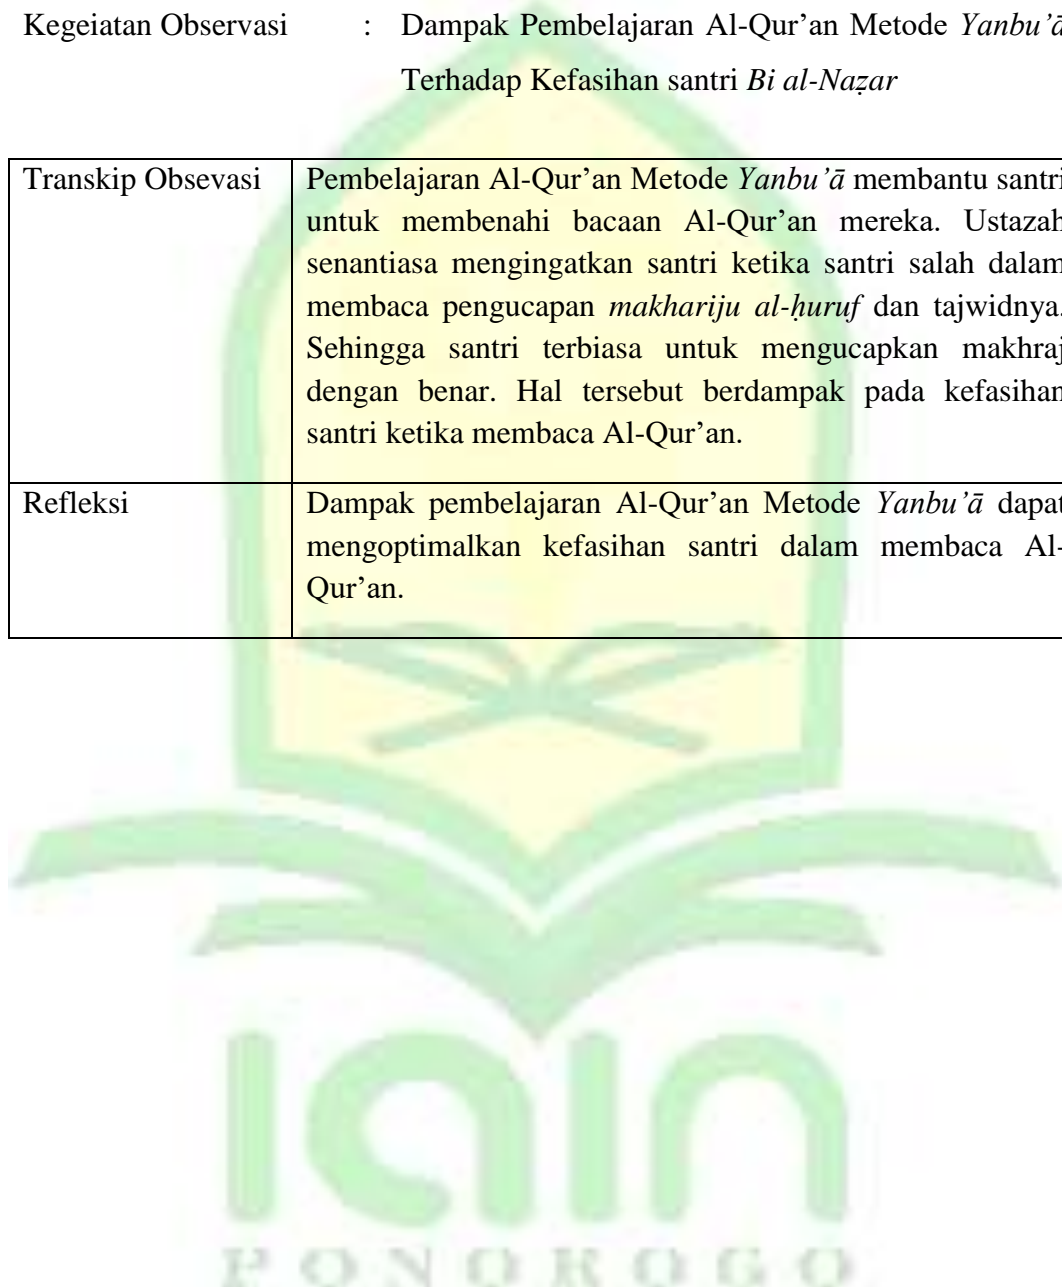 Kegeiatan Observasi : Dampak Pembelajaran Al-Qur’an Metode Yanbu’ā
Terhadap Kefasihan santri Bi al-Naẓar
Transkip Obsevasi
Pembelajaran Al-Qur’an Metode Yanbu’ā membantu santri
untuk membenahi bacaan Al-Qur’an mereka. Ustazah
senantiasa mengingatkan santri ketika santri salah dalam
membaca pengucapan makhariju al-ḥuruf dan tajwidnya.
Sehingga santri terbiasa untuk mengucapkan makhraj
dengan benar. Hal tersebut berdampak pada kefasihan
santri ketika membaca Al-Qur’an.
Refleksi
Dampak pembelajaran Al-Qur’an Metode Yanbu’ā dapat
mengoptimalkan kefasihan santri dalam membaca Al-
Qur’an.
iain
PONOROGO